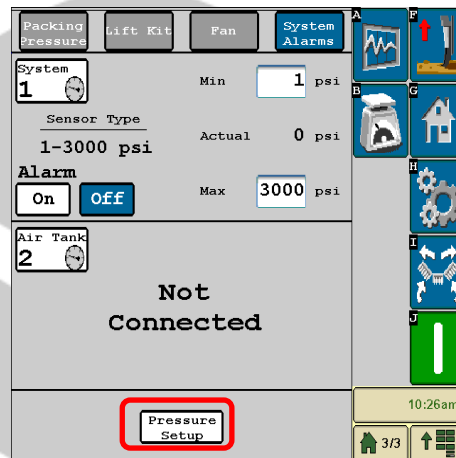 Packing
Pressure
Lift Kit
Fan
System
Alarms
A
F
System
1
Min
1 psi
Sensor Type
1-3000 psi
Actual
0 psi
B
G
Alarm
On
Off
Max
3000 psi
H
Air Tank
2
I
Not
Connected
J
10:26am
Pressure
Setup
3/3